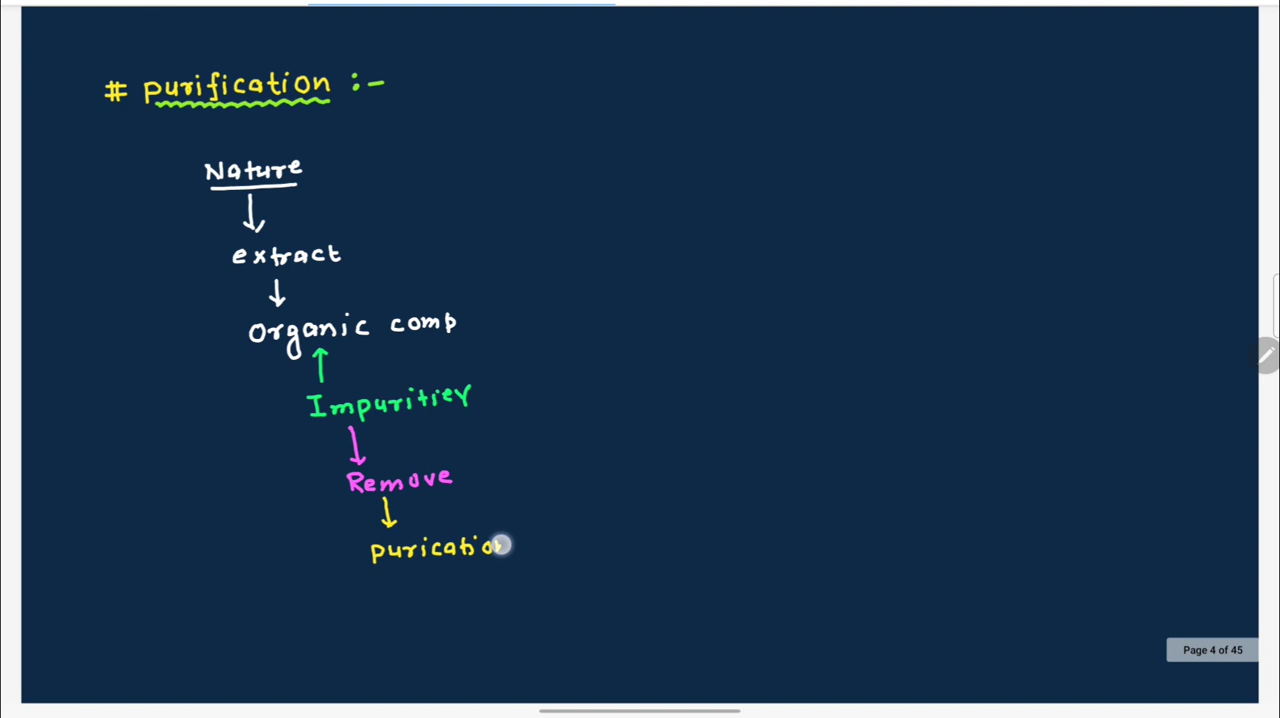 # purification :-
Nature
extract
organic comp
Impurities
Remove
purication
Page 4 of 45